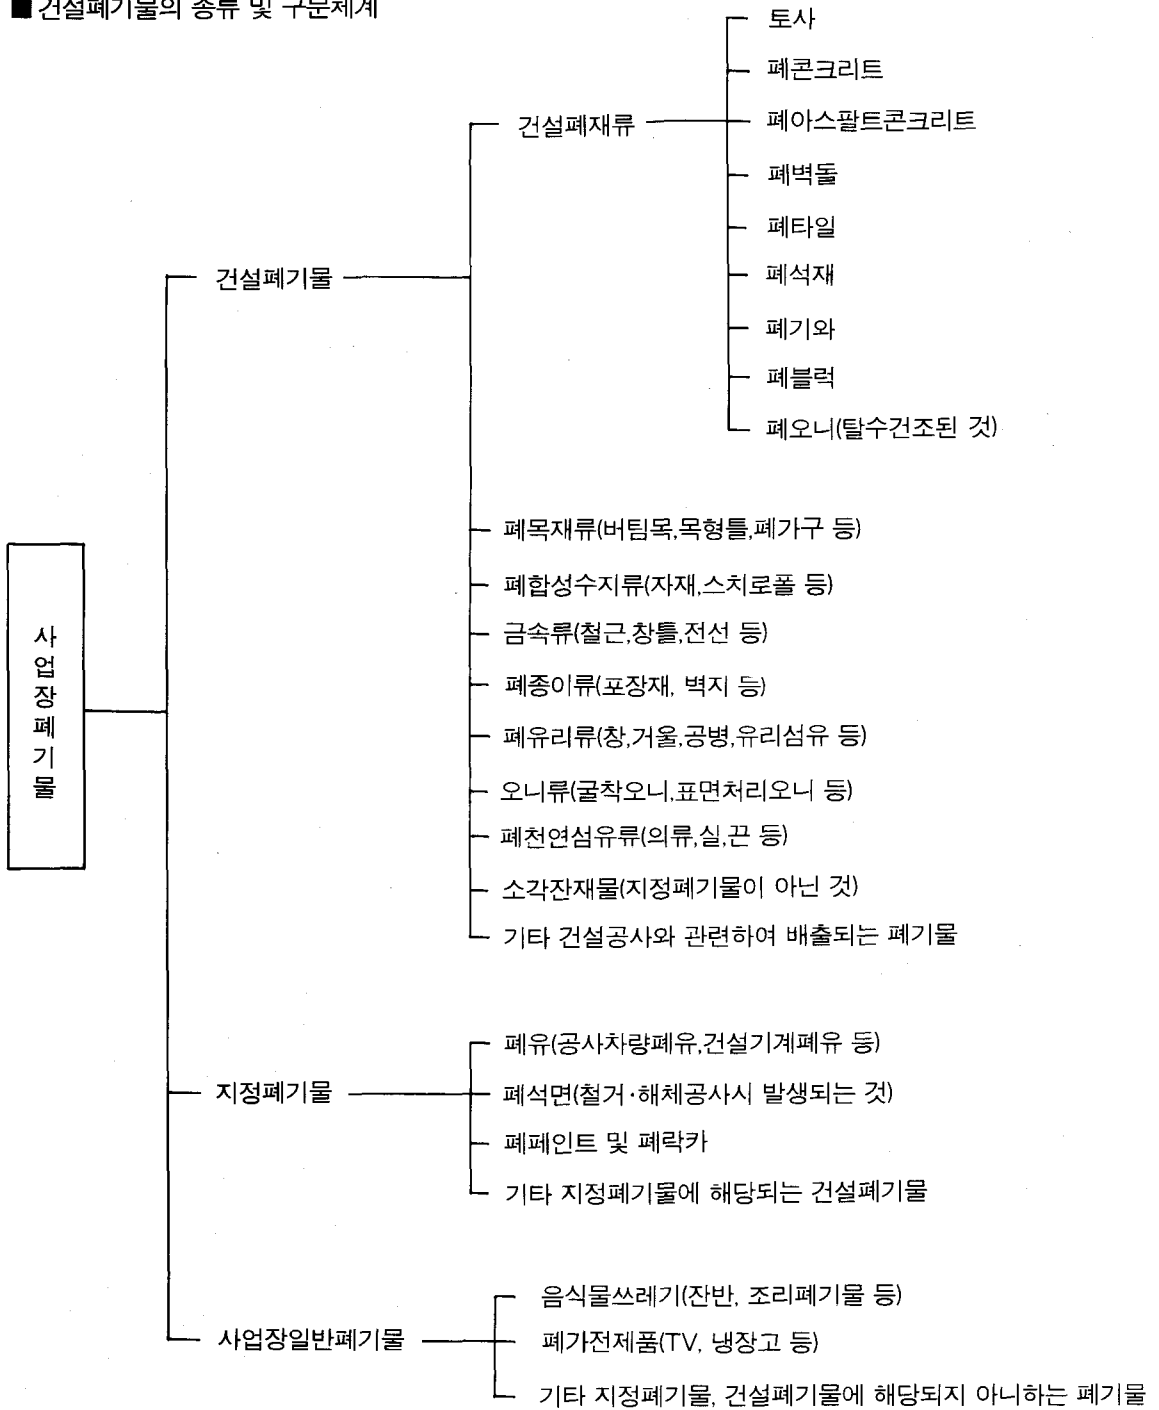 ■ 건설폐기물의 종류 및 구분체계
사업장폐기물
건설폐기물
건설폐재류
토사
폐콘크리트
폐아스팔트콘크리트
폐벽돌
폐타일
폐석재
폐기와
폐블럭
폐오니(탈수건조된 것)
폐목재류(버팀목,목형틀,폐가구 등)
폐합성수지류(자재,스치로폴 등)
금속류(철근,창틀,전선 등)
폐종이류(포장재, 벽지 등)
폐유리류(창,거울,공병,유리섬유 등)
오니류(굴착오니,표면처리오니 등)
폐천연섬유류(의류,실,끈 등)
소각잔재물(지정폐기물이 아닌 것)
기타 건설공사와 관련하여 배출되는 폐기물
지정폐기물
폐유(공사차량폐유,건설기계폐유 등)
폐석면(철거·해체공사시 발생되는 것)
폐페인트 및 폐락카
기타 지정폐기물에 해당되는 건설폐기물
사업장일반폐기물
음식물쓰레기(잔반, 조리폐기물 등)
폐가전제품(TV, 냉장고 등)
기타 지정폐기물, 건설폐기물에 해당되지 아니하는 폐기물